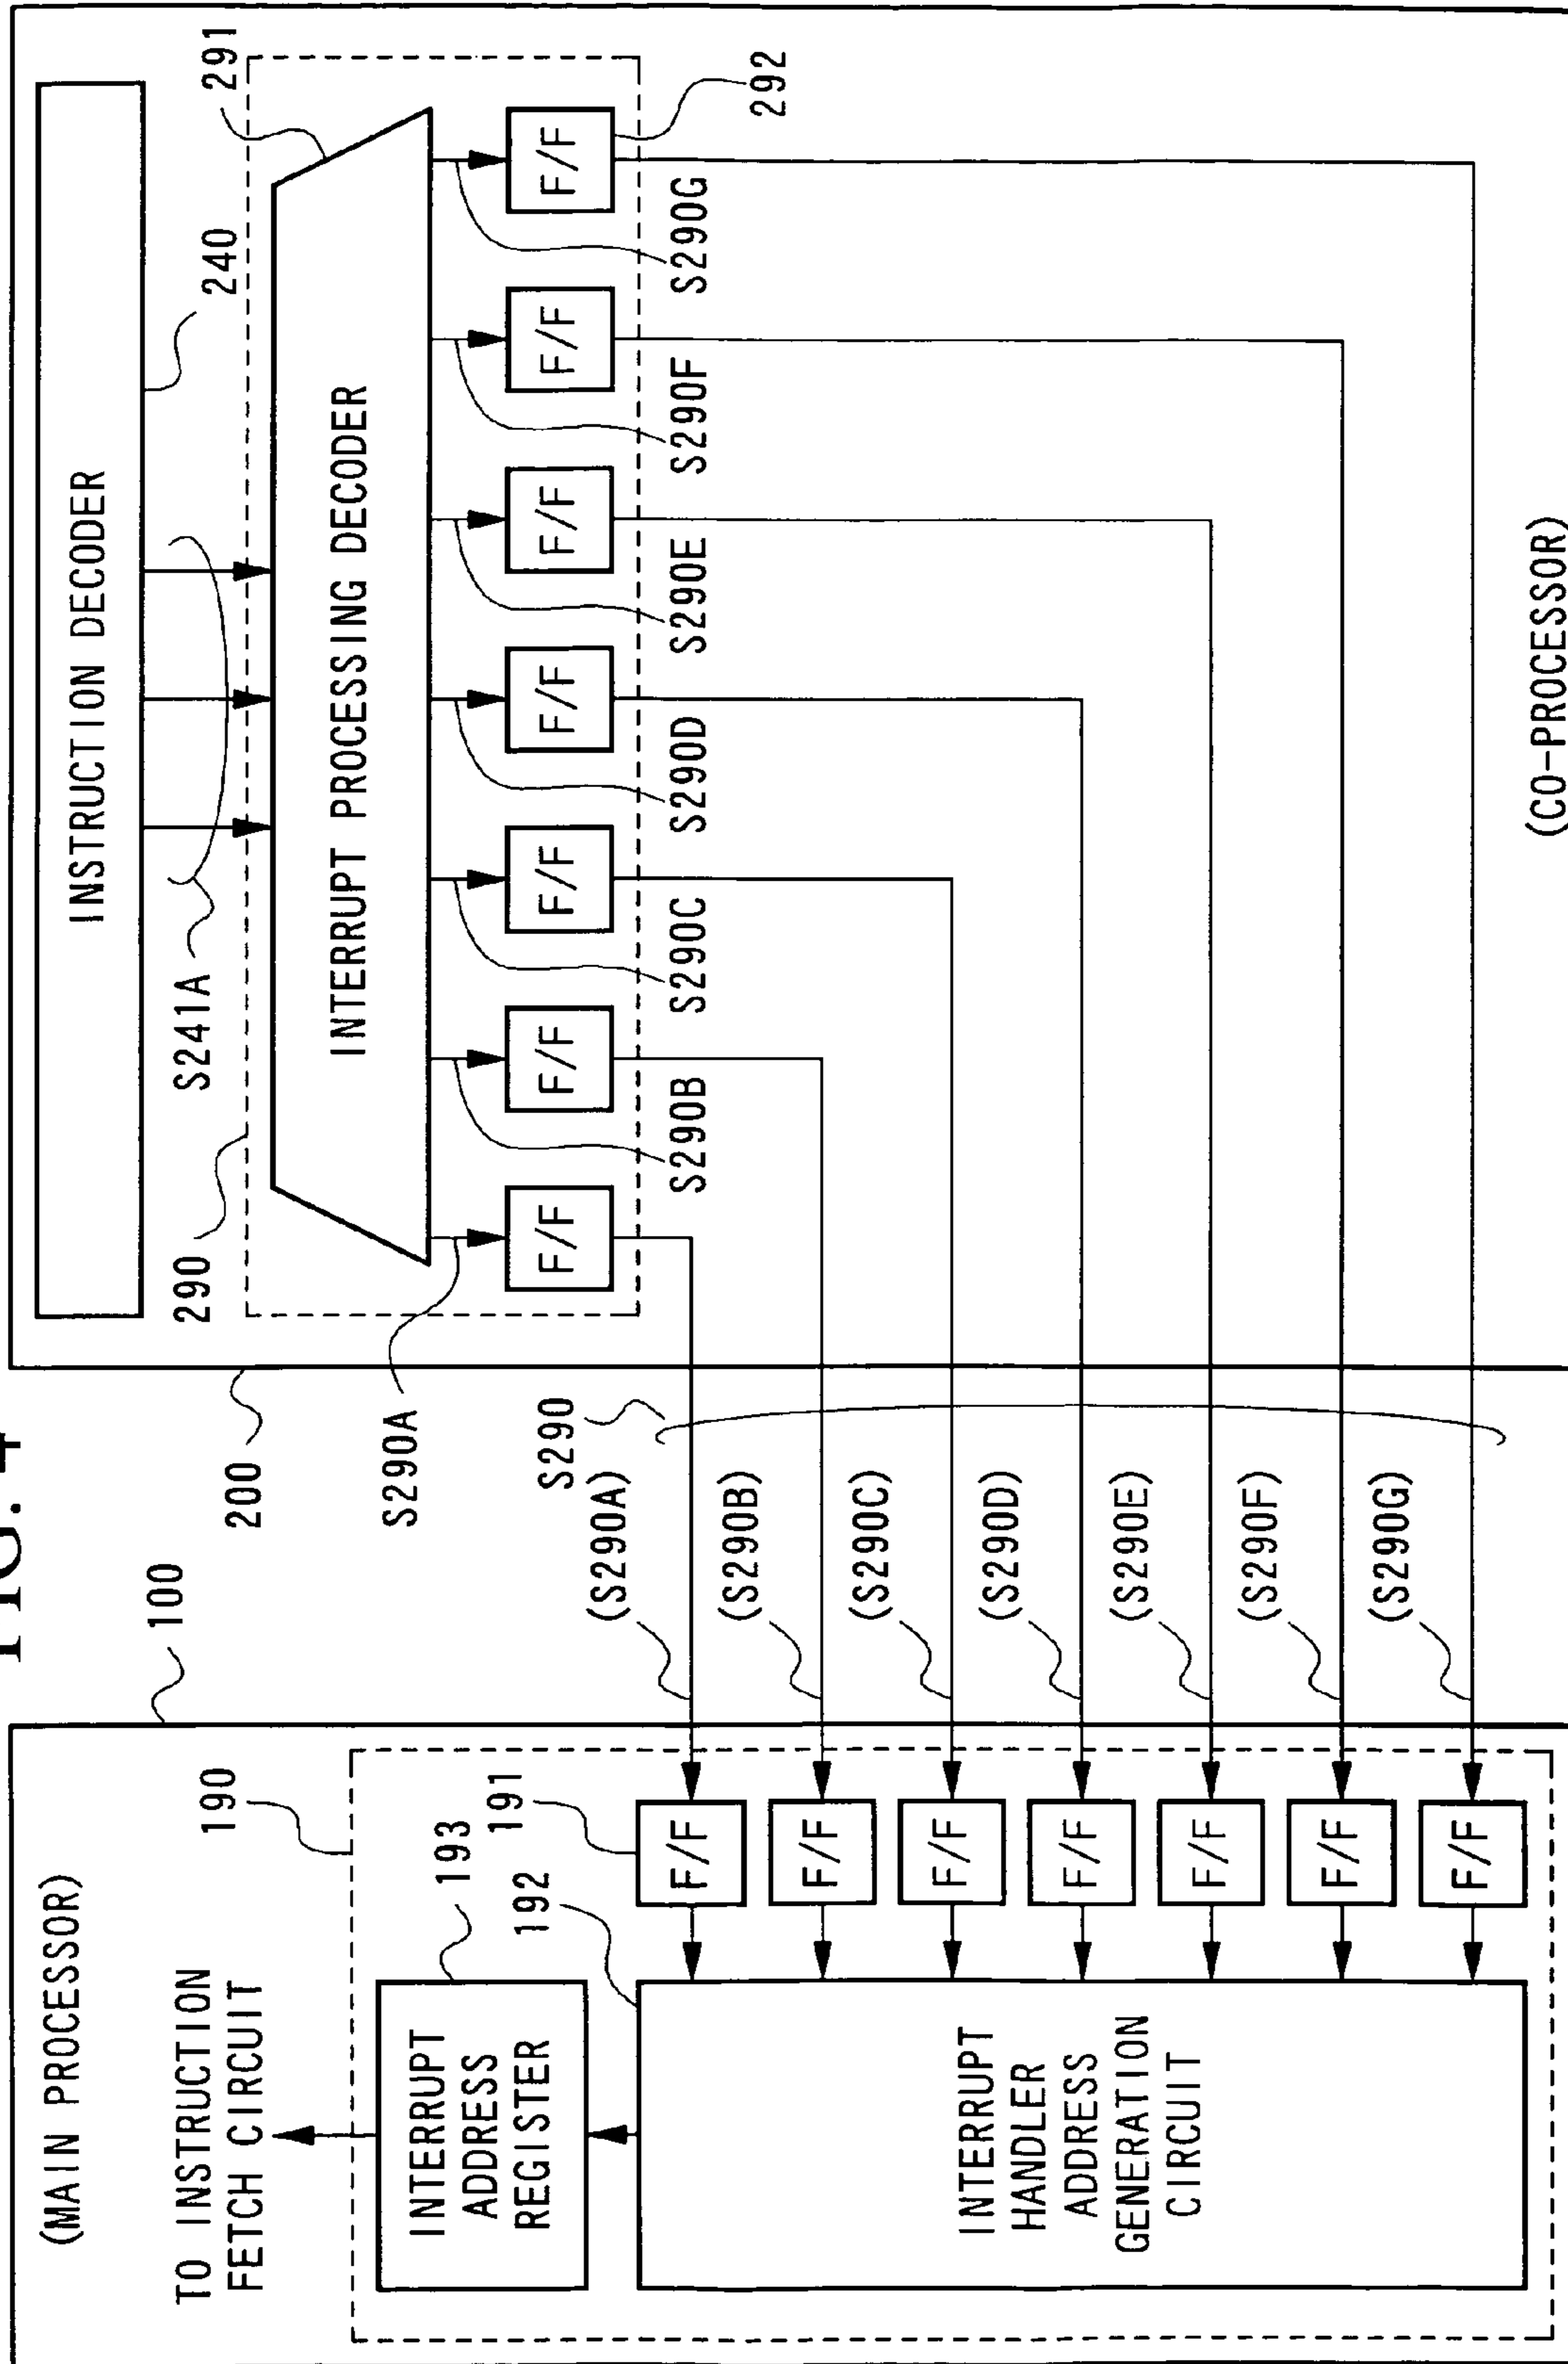 FIG. 4
(MAIN PROCESSOR)
100
200
TO INSTRUCTION
FETCH CIRCUIT
190
INTERRUPT
ADDRESS
REGISTER
193
192
191
INTERRUPT
HANDLER
ADDRESS
GENERATION
CIRCUIT
F/F
F/F
F/F
F/F
F/F
F/F
F/F
(S290A)
(S290B)
(S290C)
(S290D)
(S290E)
(S290F)
(S290G)
S290
S290A
INSTRUCTION DECODER
240
S241A
290
291
INTERRUPT PROCESSING DECODER
F/F
F/F
F/F
F/F
F/F
F/F
F/F
292
S290B
S290C
S290D
S290E
S290F
S290G
(CO-PROCESSOR)